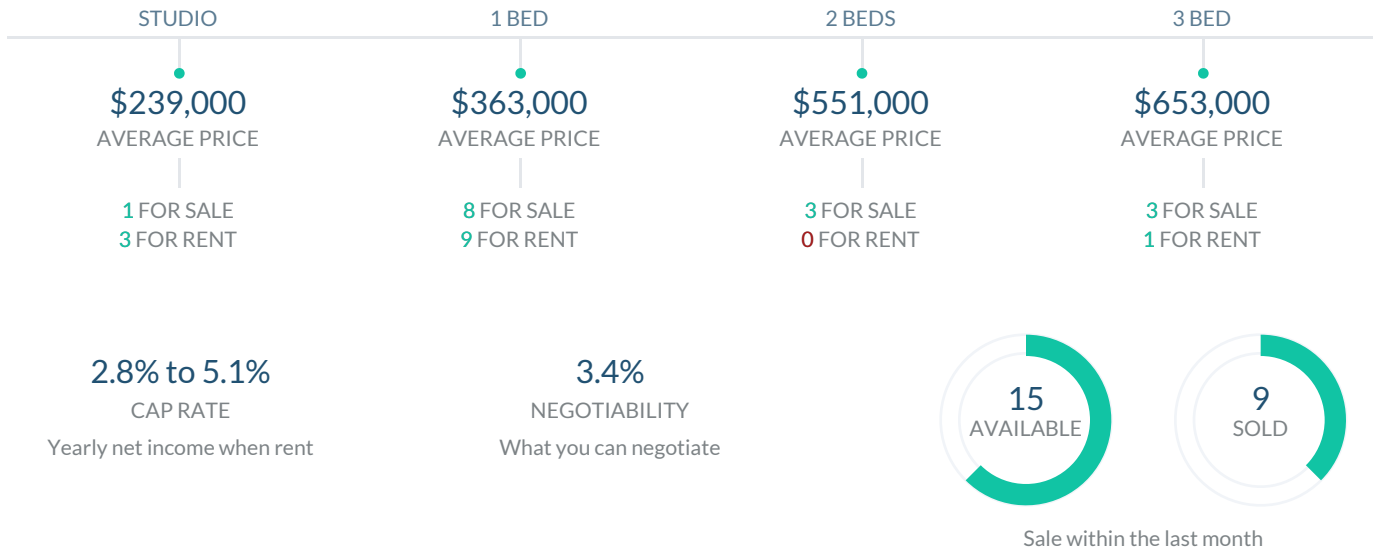 STUDIO
1 BED
2 BEDS
3 BED
$239,000
AVERAGE PRICE
1 FOR SALE
3 FOR RENT
$363,000
AVERAGE PRICE
8 FOR SALE
9 FOR RENT
$551,000
AVERAGE PRICE
3 FOR SALE
0 FOR RENT
$653,000
AVERAGE PRICE
3 FOR SALE
1 FOR RENT
2.8% to 5.1%
CAP RATE
Yearly net income when rent
3.4%
NEGOTIABILITY
What you can negotiate
15
AVAILABLE
9
SOLD
Sale within the last month